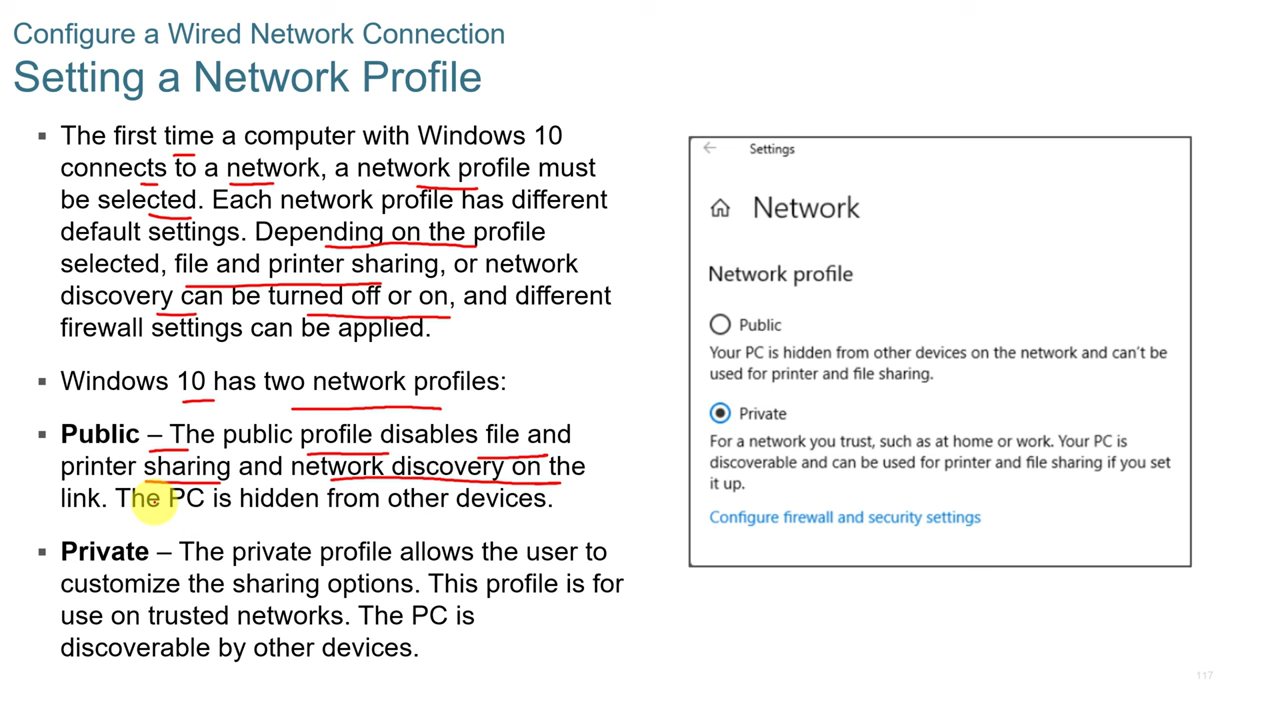 Configure a Wired Network Connection
Setting a Network Profile
▪ The first time a computer with Windows 10
connects to a network, a network profile must
be selected. Each network profile has different
default settings. Depending on the profile
selected, file and printer sharing, or network
discovery can be turned off or on, and different
firewall settings can be applied.
▪ Windows 10 has two network profiles:
▪ Public – The public profile disables file and
printer sharing and network discovery on the
link. The PC is hidden from other devices.
▪ Private – The private profile allows the user to
customize the sharing options. This profile is for
use on trusted networks. The PC is
discoverable by other devices.
Settings
Network
Network profile
Public
Your PC is hidden from other devices on the network and can't be
used for printer and file sharing.
Private
For a network you trust, such as at home or work. Your PC is
discoverable and can be used for printer and file sharing if you set
it up.
Configure firewall and security settings
117